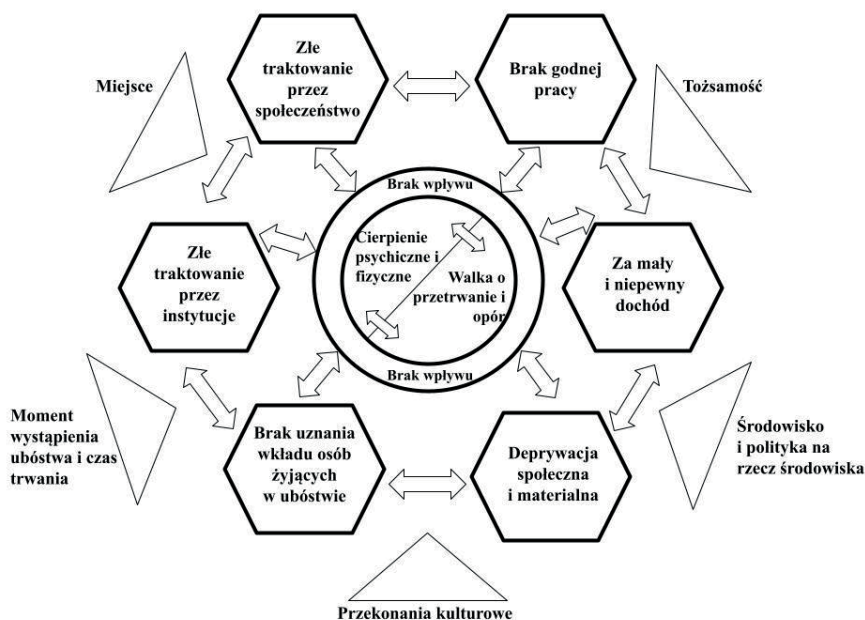 Złe
traktowanie
przez
społeczeństwo
Brak godnej
pracy
Miejsce
Tożsamość
Brak wpływu
Cierpienie
psychiczne i
fizyczne
Walka o
przetrwanie i
opór
Brak wpływu
Złe
traktowanie
przez
instytucje
Za mały
i niepewny
dochód
Moment
wystąpienia
ubóstwa i czas
trwania
Brak uznania
wkładu osób
żyjących
w ubóstwie
Deprywacja
społeczna
i materialna
Środowisko
i polityka na
rzecz środowiska
Przekonania kulturowe